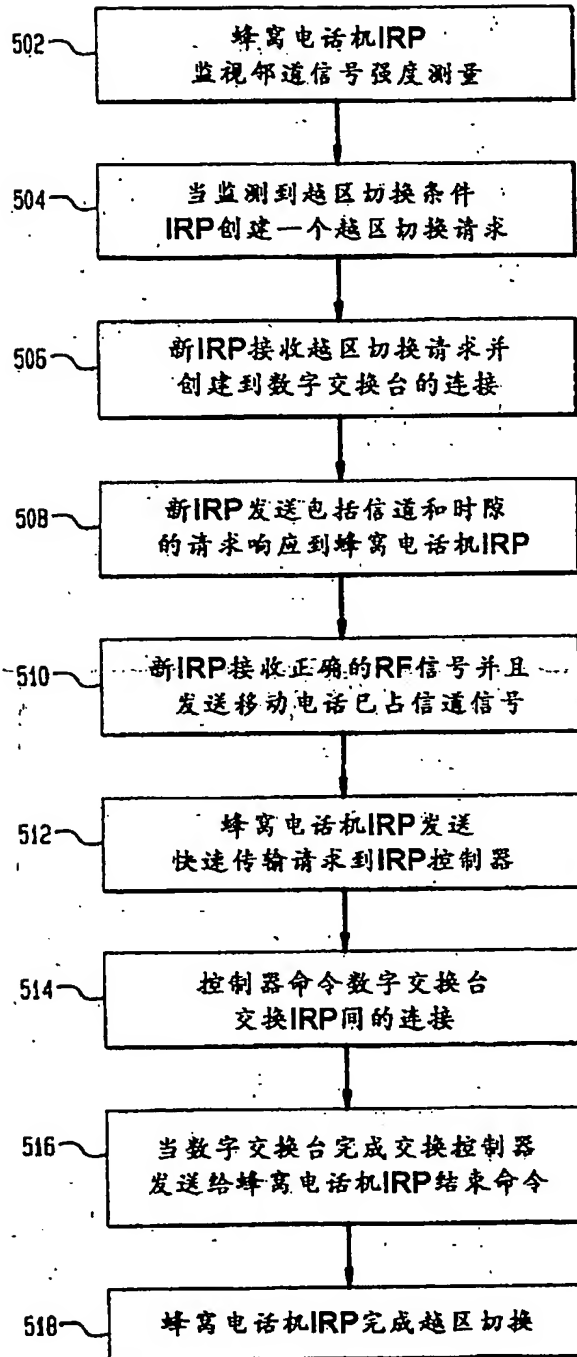 502
蜂窝电话机IRP
监视邻道信号强度测量
504
当监测到越区切换条件
IRP创建一个越区切换请求
506
新IRP接收越区切换请求并
创建到数字交换台的连接
508
新IRP发送包括信道和时隙
的请求响应到蜂窝电话机IRP
510
新IRP接收正确的RF信号并且
发送移动电话已占信道信号
512
蜂窝电话机IRP发送
快速传输请求到IRP控制器
514
控制器命令数字交换台
交换IRP间的连接
516
当数字交换台完成交换控制器
发送给蜂窝电话机IRP结束命令
518
蜂窝电话机IRP完成越区切换